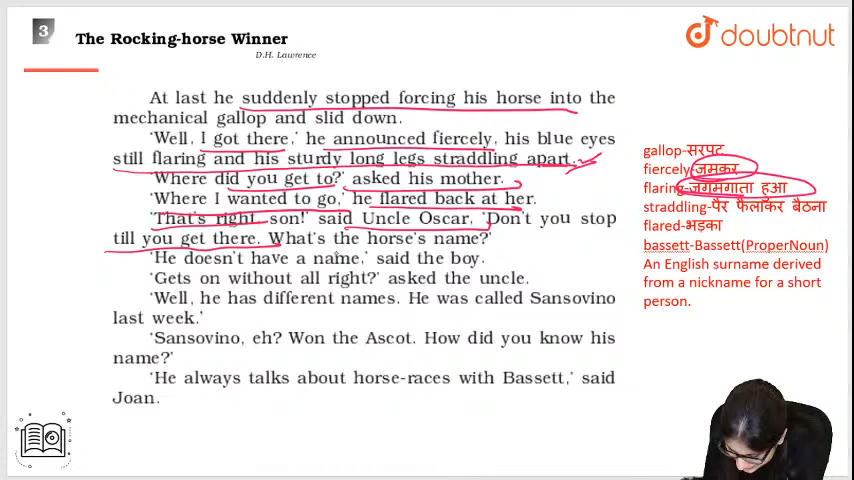 3
The Rocking-horse Winner
D.H. Lawrence
doubtnut
At last he suddenly stopped forcing his horse into the
mechanical gallop and slid down.
'Well, I got there,' he announced fiercely, his blue eyes
still flaring and his sturdy long legs straddling apart.
'Where did you get to?' asked his mother.
'Where I wanted to go,' he flared back at her.
'That's right son!' said Uncle Oscar, 'Don't you stop
till you get there. What's the horse's name?'
'He doesn't have a name,' said the boy.
'Gets on without all right?' asked the uncle.
'Well, he has different names. He was called Sansovino
last week.'
'Sansovino, eh? Won the Ascot. How did you know his
name?'
'He always talks about horse-races with Bassett,' said
Joan.
gallop-सरपट
fiercely-जमकर
flaring-जगमगाता हुआ
straddling-पैर फैलाकर बैठना
flared-भड़का
bassett-Bassett(ProperNoun)
An English surname derived
from a nickname for a short
person.